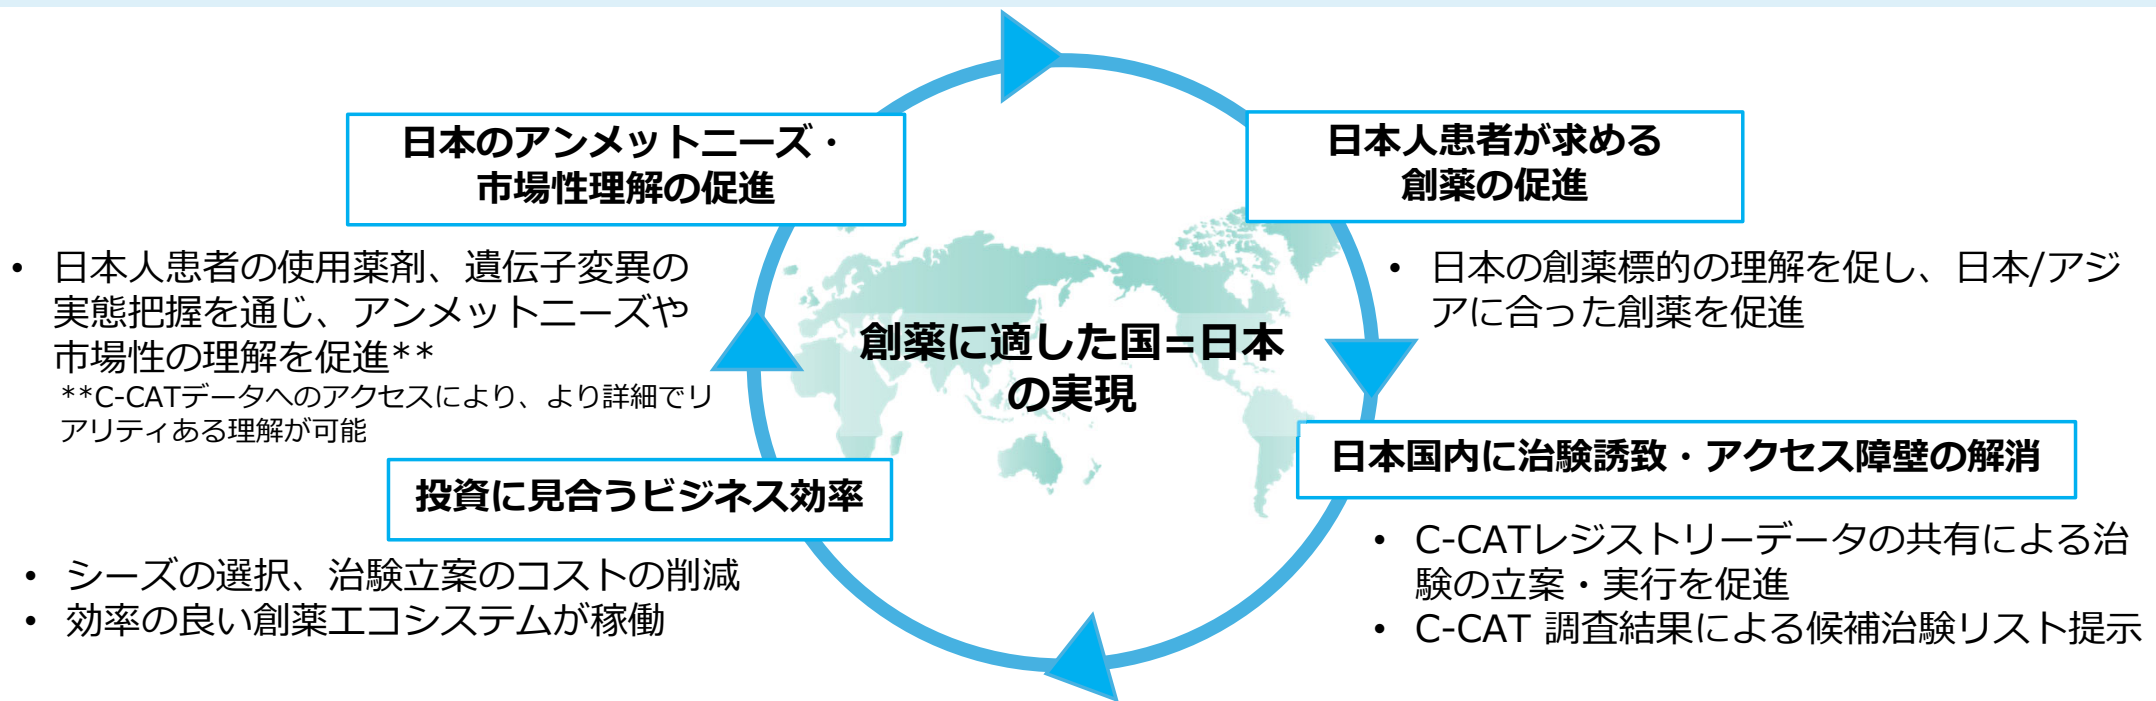 日本のアンメットニーズ・
市場性理解の促進
• 日本人患者の使用薬剤、遺伝子変異の
実態把握を通じ、アンメットニーズや
市場性の理解を促進**
**C-CATデータへのアクセスにより、より詳細でリ
アリティある理解が可能
日本人患者が求める
創薬の促進
• 日本の創薬標的の理解を促し、日本/アジ
アに合った創薬を促進
創薬に適した国=日本
の実現
日本国内に治験誘致・アクセス障壁の解消
• C-CATレジストリーデータの共有による治
験の立案・実行を促進
• C-CAT 調査結果による候補治験リスト提示
投資に見合うビジネス効率
• シーズの選択、治験立案のコストの削減
• 効率の良い創薬エコシステムが稼働